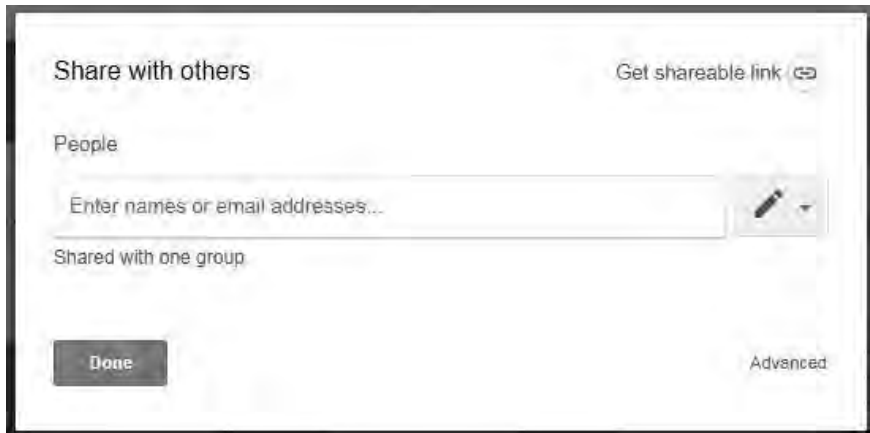 Share with others
Get shareable link
People
Enter names or email addresses...
Shared with one group
Done
Advanced